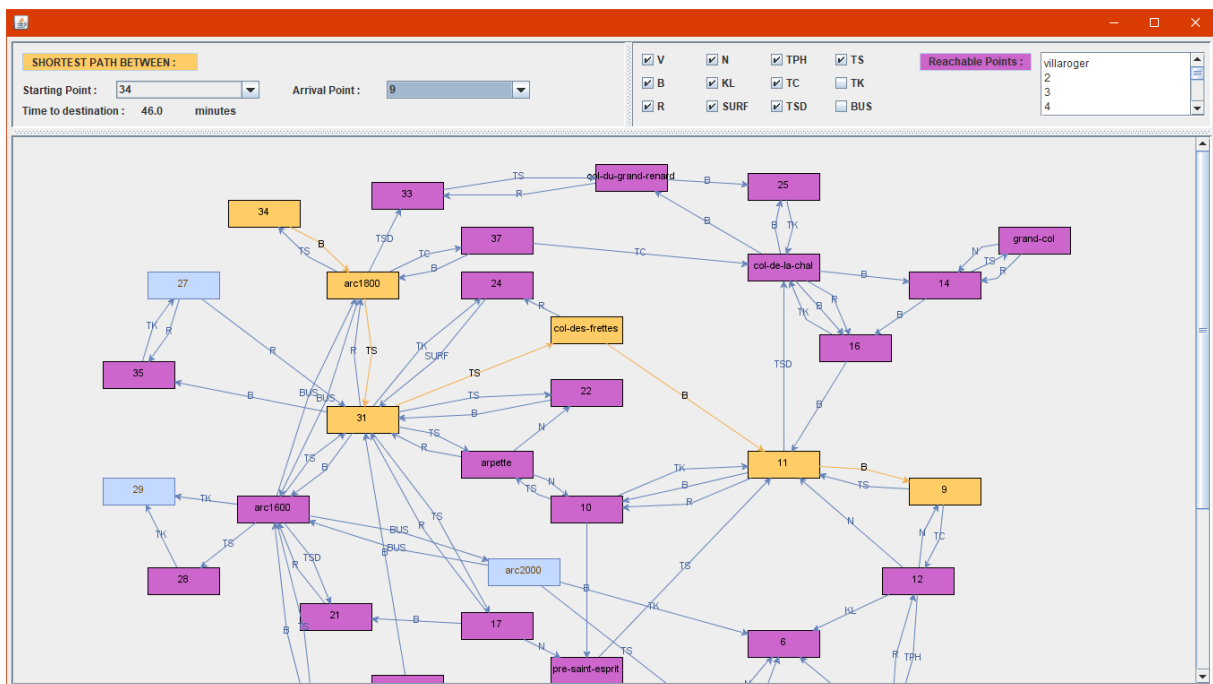 SHORTEST PATH BETWEEN :
Starting Point : 34 Arrival Point : 9
Time to destination : 46.0 minutes
V N TPH TS
B KL TC TK
R SURF TSD BUS
Reachable Points :
villaroger
2
3
4
TS
col-du-grand-renard
B
25
33
R
34
B
TS
TSD
37
TC
B
TC
B
B
TK
grand-col
N
TS
R
col-de-la-chal
B
14
27
arc1800
24
R
TK
B
R
B
TK
R
col-des-frettes
16
35
R
R
TS
TK
SURF
TS
TSD
B
BUS
BUS
22
TS
B
B
B
31
TS
R
N
TS
B
arpette
N
TS
TK
B
R
11
B
TS
9
29
TK
arc1600
10
N
N
TC
TK
TS
TSD
R
BUS
BUS
B
R
TS
arc2000
TS
28
B
TK
12
KL
21
B
17
B
TS
N
TS
6
R
TPH
pre-saint-esprit
N